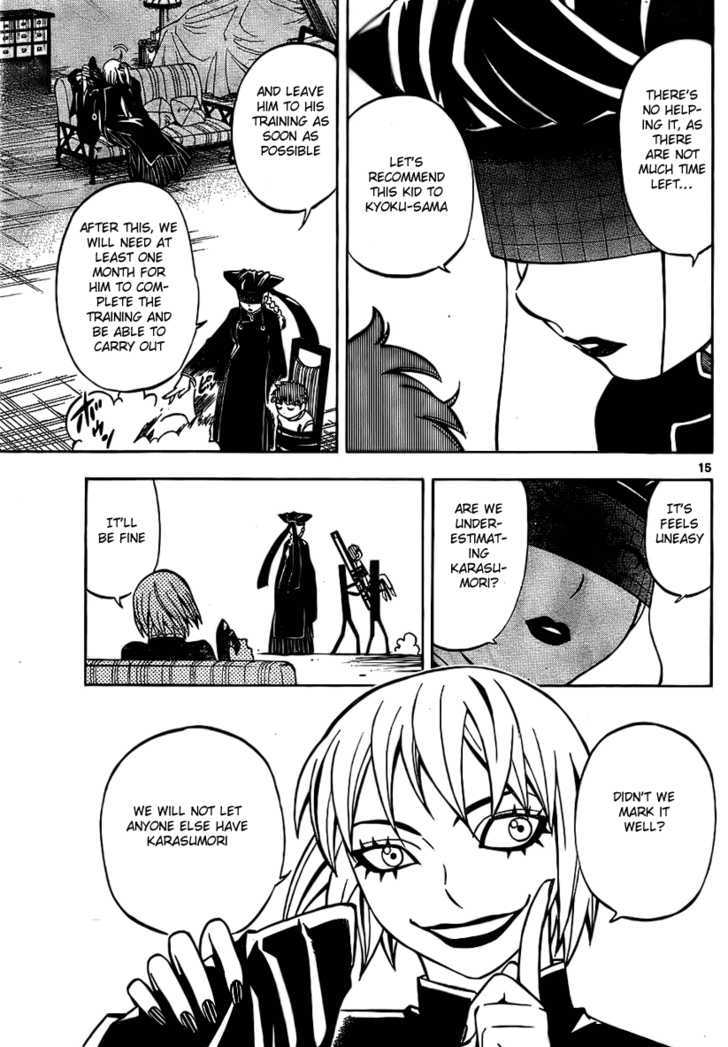 THERE'S
NO HELP-
ING IT, AS
THERE
ARE NOT
MUCH TIME
LEFT...
LET'S
RECOMMEND
THIS KID TO
KYOKU-SAMA
AND LEAVE
HIM TO HIS
TRAINING AS
SOON AS
POSSIBLE
AFTER THIS, WE
WILL NEED AT
LEAST ONE
MONTH FOR
HIM TO COM-
PLETE THE
TRAINING AND
BE ABLE TO
CARRY OUT
15
IT'S
FEELS
UNEASY
ARE WE
UNDER-
ESTIMAT-
ING
KARASU-
MORI?
IT'LL
BE FINE
DIDN'T WE
MARK IT
WELL?
WE WILL NOT LET
ANYONE ELSE HAVE
KARASUMORI